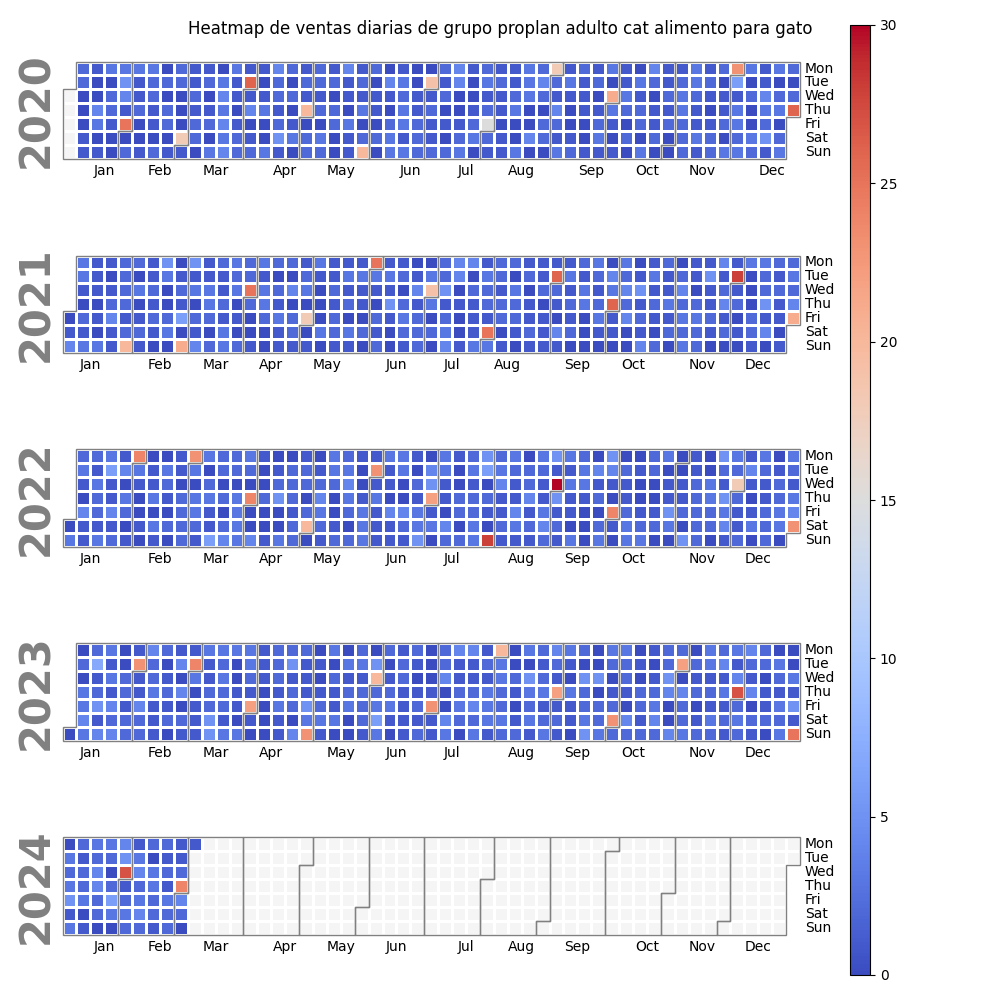 Heatmap de ventas diarias de grupo proplan adulto cat alimento para gato
2020
Mon
Tue
Wed
Thu
Fri
Sat
Sun
Jan Feb Mar Apr May Jun Jul Aug Sep Oct Nov Dec
2021
Mon
Tue
Wed
Thu
Fri
Sat
Sun
Jan Feb Mar Apr May Jun Jul Aug Sep Oct Nov Dec
2022
Mon
Tue
Wed
Thu
Fri
Sat
Sun
Jan Feb Mar Apr May Jun Jul Aug Sep Oct Nov Dec
2023
Mon
Tue
Wed
Thu
Fri
Sat
Sun
Jan Feb Mar Apr May Jun Jul Aug Sep Oct Nov Dec
2024
Mon
Tue
Wed
Thu
Fri
Sat
Sun
Jan Feb Mar Apr May Jun Jul Aug Sep Oct Nov Dec
30
25
20
15
10
5
0